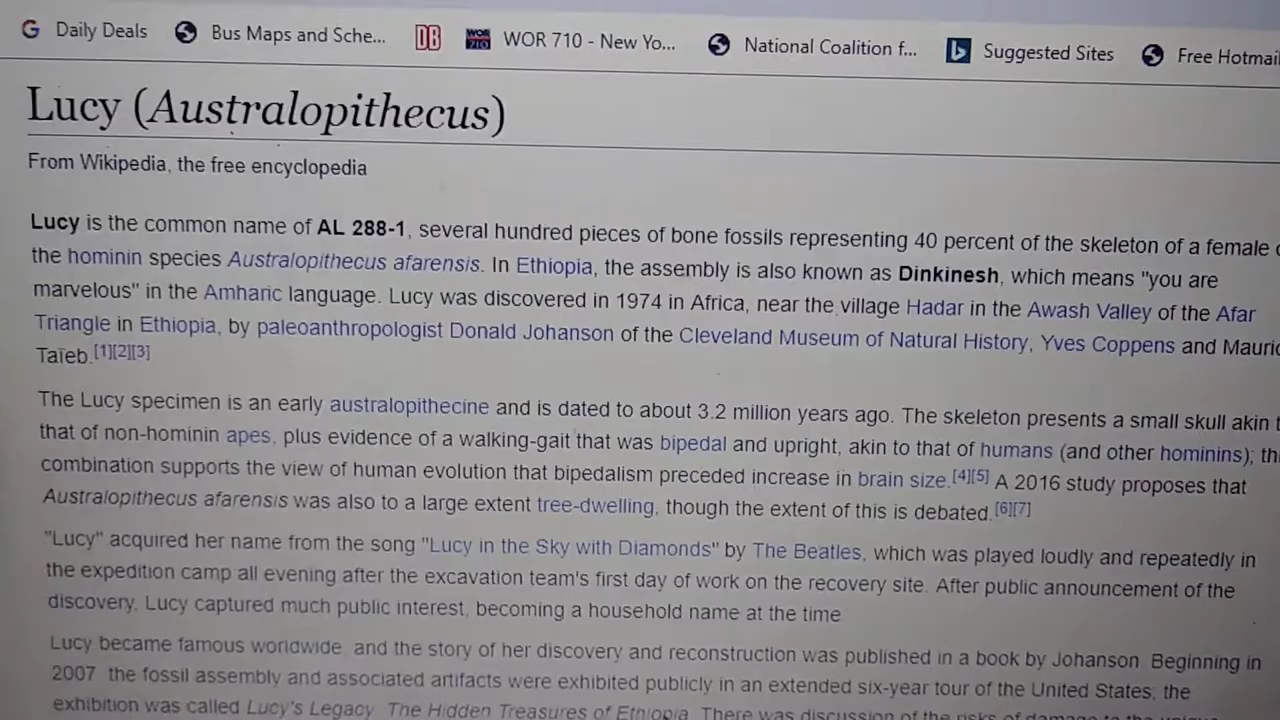 Daily Deals Bus Maps and Sche... DB WOR 710 WOR 710 - New Yo... National Coalition f... Suggested Sites Free Hotmail
Lucy (Australopithecus)
From Wikipedia, the free encyclopedia
Lucy is the common name of AL 288-1, several hundred pieces of bone fossils representing 40 percent of the skeleton of a female
the hominin species Australopithecus afarensis. In Ethiopia, the assembly is also known as Dinkinesh, which means "you are
marvelous" in the Amharic language. Lucy was discovered in 1974 in Africa, near the village Hadar in the Awash Valley of the Afar
Triangle in Ethiopia, by paleoanthropologist Donald Johanson of the Cleveland Museum of Natural History, Yves Coppens and
Taïeb.[1][2][3]
The Lucy specimen is an early australopithecine and is dated to about 3.2 million years ago. The skeleton presents a small skull akin
that of non-hominin apes, plus evidence of a walking-gait that was bipedal and upright, akin to that of humans (and other hominins);
combination supports the view of human evolution that bipedalism preceded increase in brain size.[4][5] A 2016 study proposes that
Australopithecus afarensis was also to a large extent tree-dwelling, though the extent of this is debated.[6][7]
"Lucy" acquired her name from the song "Lucy in the Sky with Diamonds" by The Beatles, which was played loudly and repeatedly in
the expedition camp all evening after the excavation team's first day of work on the recovery site. After public announcement of the
discovery, Lucy captured much public interest, becoming a household name at the time
Lucy became famous worldwide, and the story of her discovery and reconstruction was published in a book by Johanson. Beginning in
2007, the fossil assembly and associated artifacts were exhibited publicly in an extended six-year tour of the United States; the
exhibition was called Lucy's Legacy: The Hidden Treasures of Ethiopia. There was discussion of the risks of damage to the